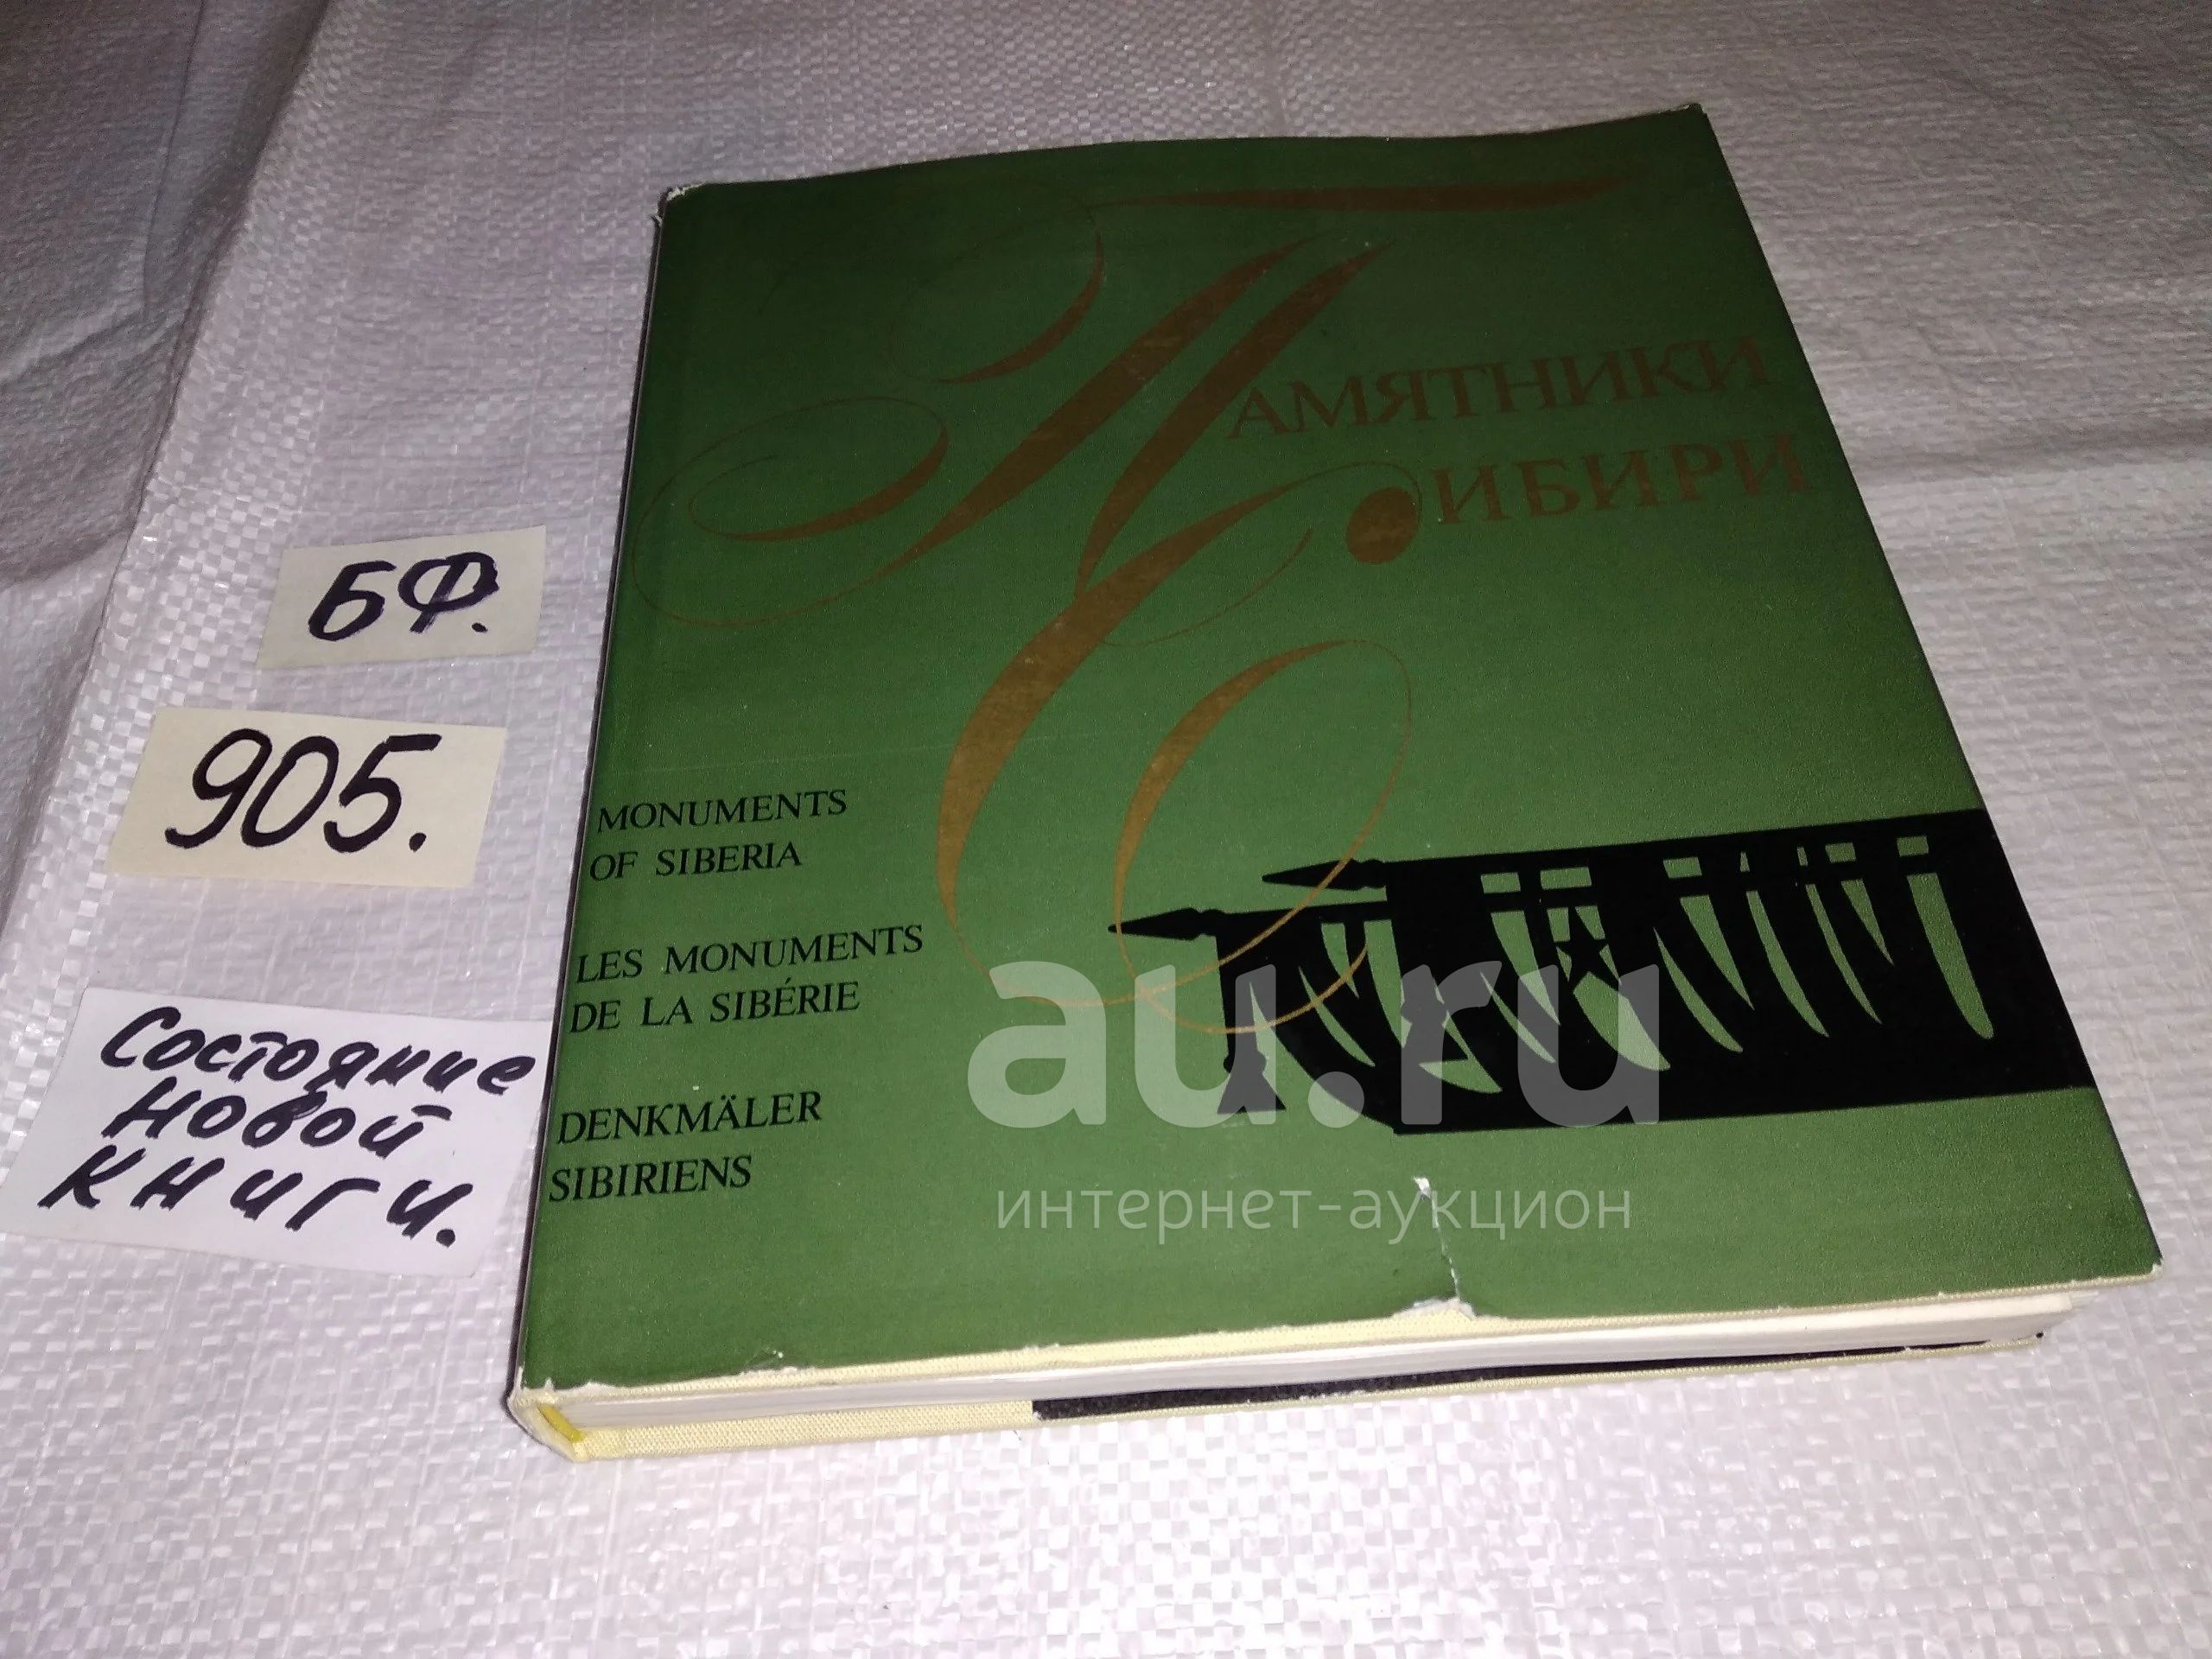 ПАМЯТНИКИ
СИБИРИ
MONUMENTS
OF SIBERIA
LES MONUMENTS
DE LA SIBÉRIE
DENKMÄLER
SIBIRIENS
БФ.
905.
Состояние
новой
книги.
au.ru
интернет-аукцион